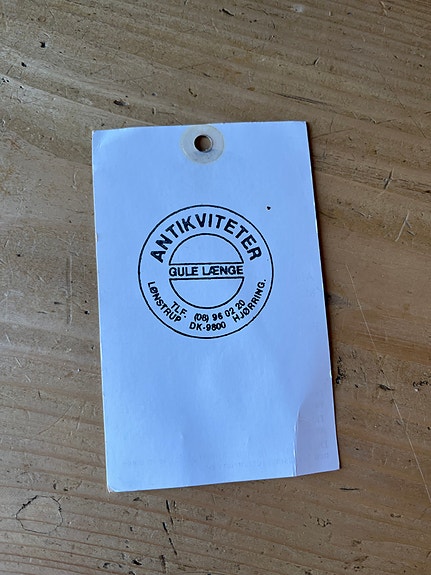 ANTIKVITETER
GULE LÆNGE
TLF. (08) 96 02 20
LØNSTRUP DK-9800 HJØRRING.